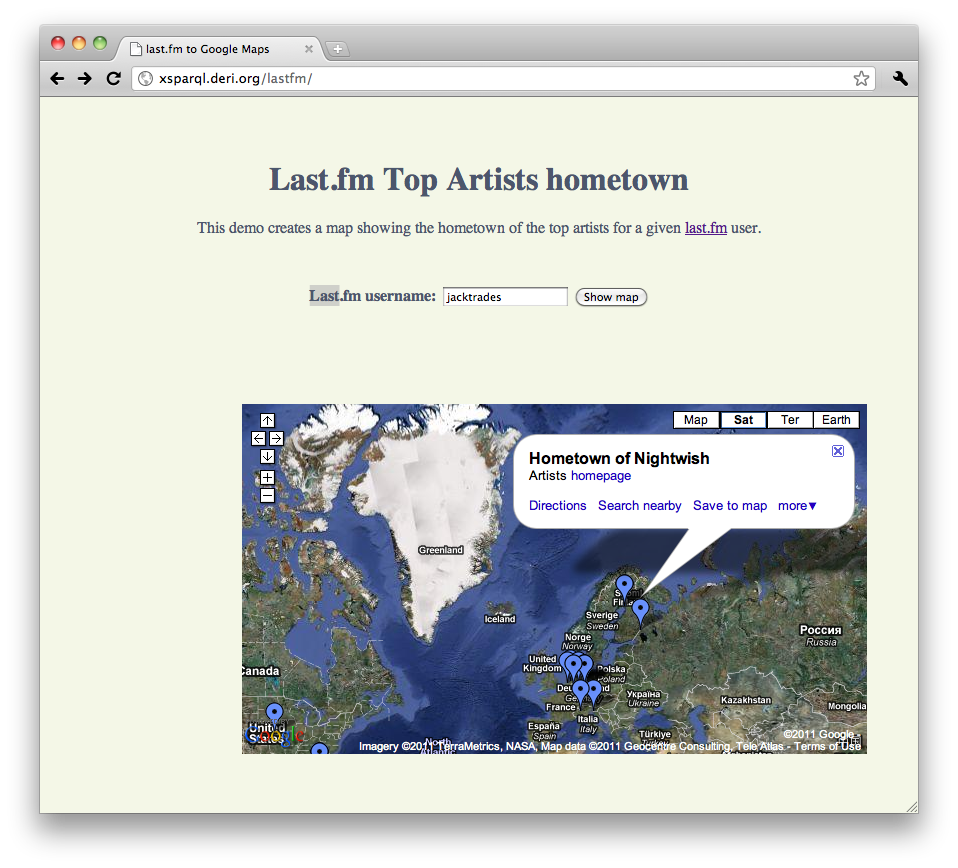 last.fm to Google Maps
xsparql.deri.org/lastfm/
Last.fm Top Artists hometown
This demo creates a map showing the hometown of the top artists for a given last.fm user.
Last.fm username: jacktrades Show map
Map Sat Ter Earth
Hometown of Nightwish
Artists homepage
Directions Search nearby Save to map more▼
Greenland
Iceland
Sverige
Sweden
Norge
Norway
Россия
Russia
United
Kingdom
Polska
Poland
Canada
France
Україна
Ukraine
Kazakhstan
Mongolia
España
Spain
Italia
Italy
Türkiye
Turkey
United
States
Google
North
©2011 Google -
Imagery ©2011 TerraMetrics, NASA, Map data ©2011 Geocentre Consulting, Tele Atlas - Terms of Use